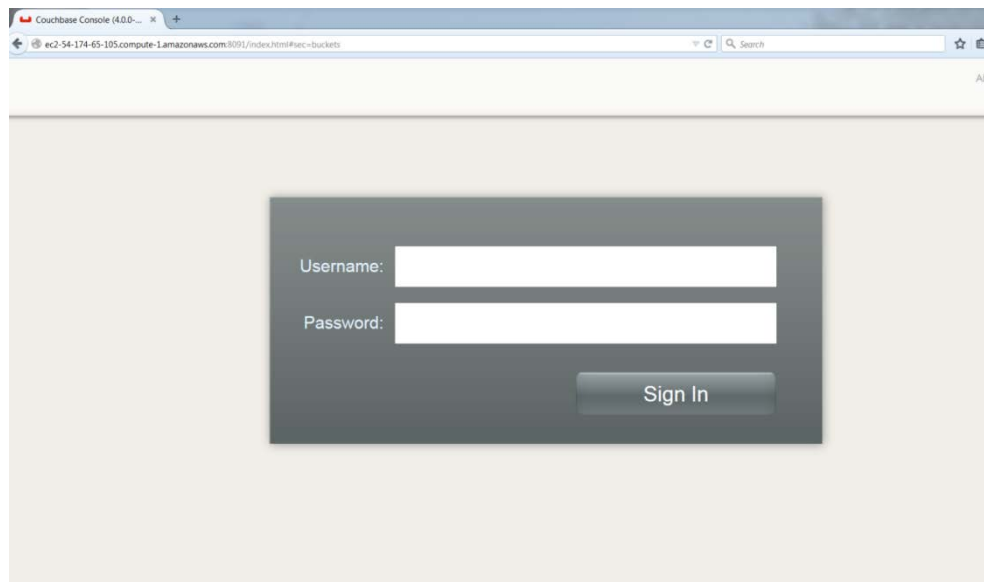 Couchbase Console (4.0.0-...
ec2-54-174-65-105.compute-1.amazonaws.com:8091/index.html#sec=buckets
Search
Username:
Password:
Sign In